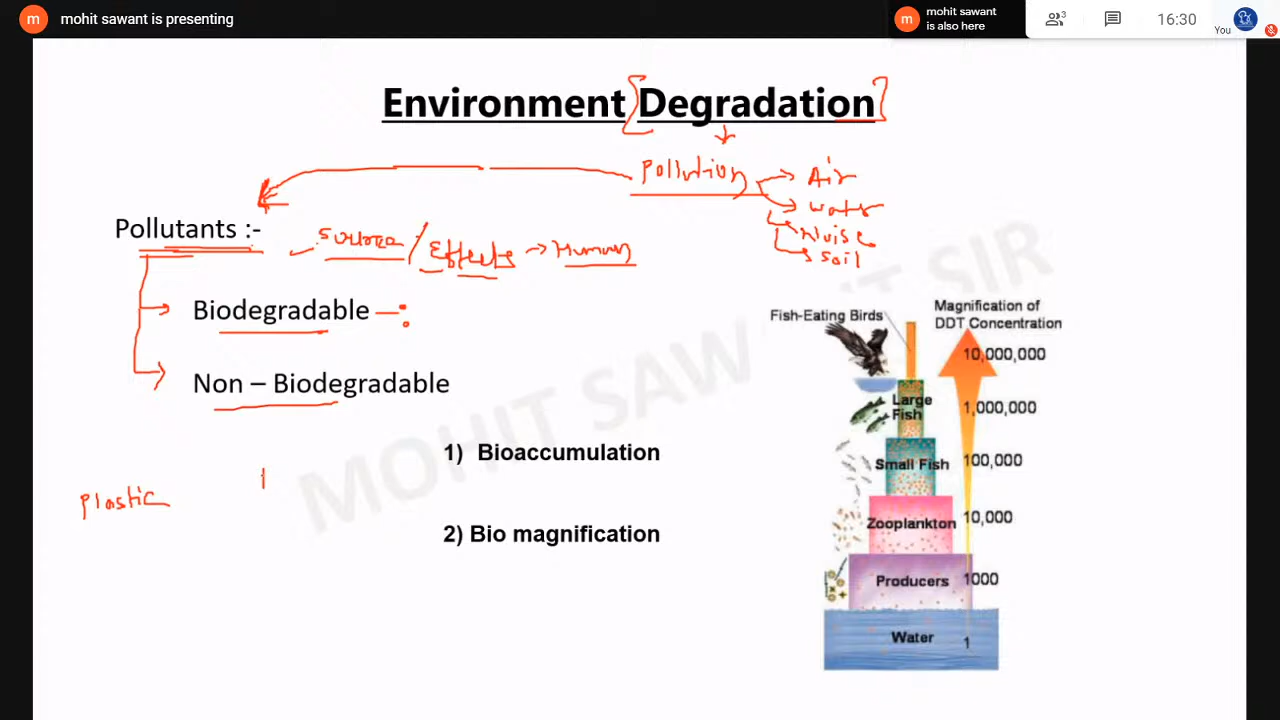 m mohit sawant is presenting
m mohit sawant is also here
3
16:30
You
Environment [Degradation]
Pollution
Air
Water
Noise
Soil
Pollutants :-
Source / Effects → Human
Biodegradable
Non – Biodegradable
Plastic
1) Bioaccumulation
2) Bio magnification
MOHIT SAW
IT SIR
Fish-Eating Birds
Magnification of
DDT Concentration
10,000,000
Large
Fish
1,000,000
Small Fish
100,000
Zooplankton
10,000
Producers
1000
Water
1